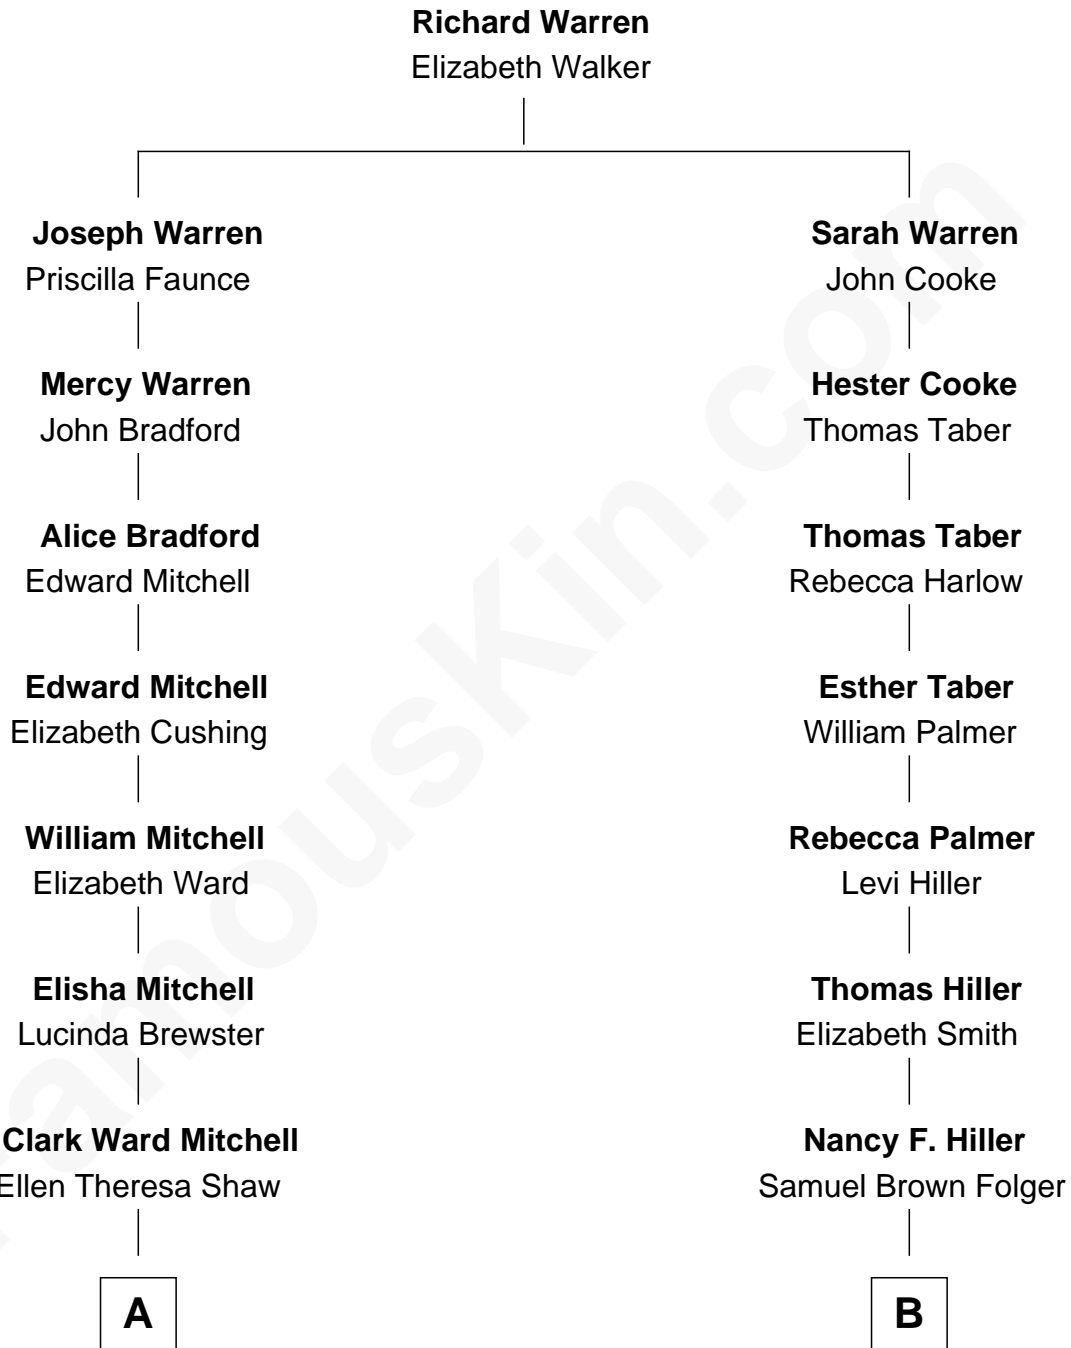 Richard Warren
Elizabeth Walker
Joseph Warren
Priscilla Faunce
Sarah Warren
John Cooke
Mercy Warren
John Bradford
Hester Cooke
Thomas Taber
Alice Bradford
Edward Mitchell
Thomas Taber
Rebecca Harlow
Edward Mitchell
Elizabeth Cushing
Esther Taber
William Palmer
William Mitchell
Elizabeth Ward
Rebecca Palmer
Levi Hiller
Elisha Mitchell
Lucinda Brewster
Thomas Hiller
Elizabeth Smith
Clark Ward Mitchell
Ellen Theresa Shaw
Nancy F. Hiller
Samuel Brown Folger
A
B
FamousKin.com